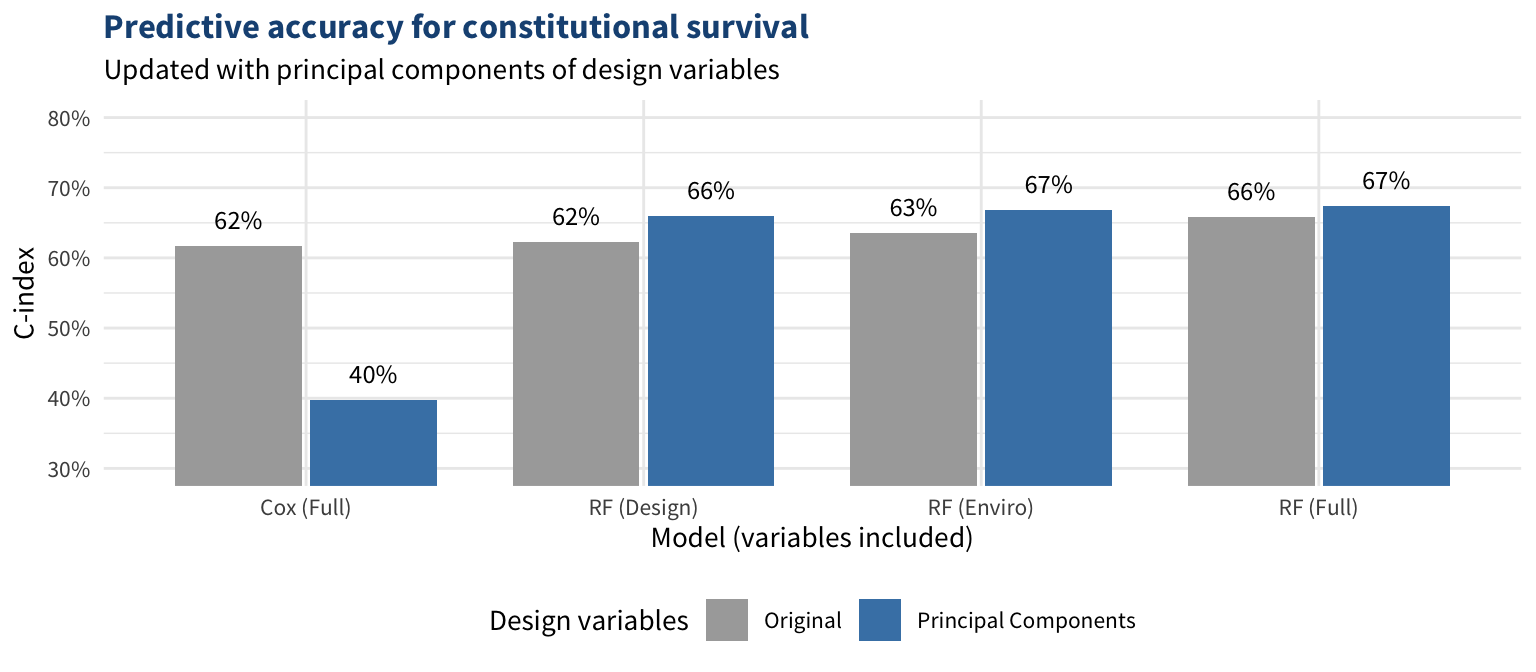 Predictive accuracy for constitutional survival
Updated with principal components of design variables
80%
70%
60%
50%
40%
30%
C-index
62%
40%
62%
66%
63%
67%
66%
67%
Cox (Full)
RF (Design)
RF (Enviro)
RF (Full)
Model (variables included)
Design variables
Original
Principal Components